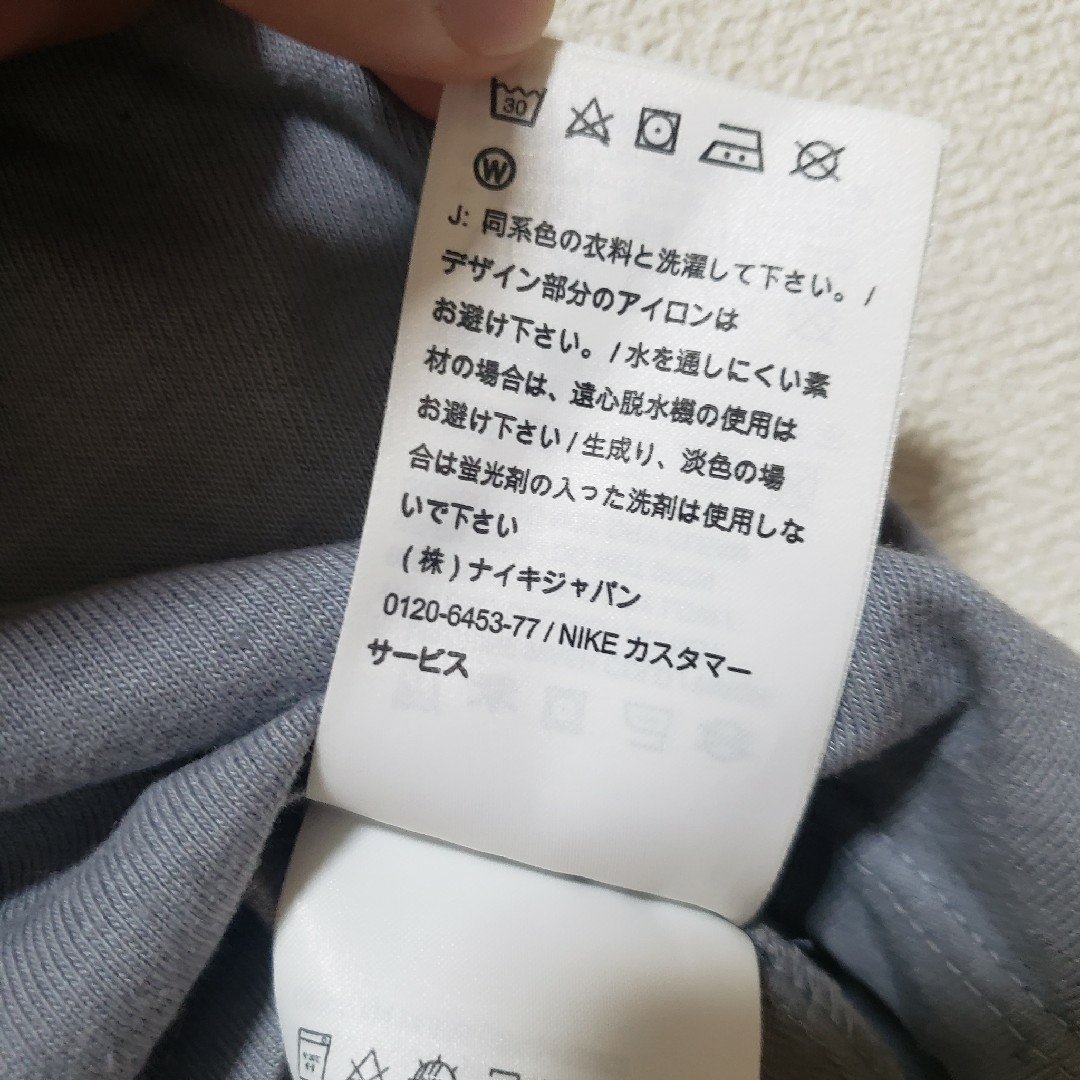 30
W
J: 同系色の衣料と洗濯して下さい。/
デザイン部分のアイロンは
お避け下さい。/ 水を通しにくい素
材の場合は、遠心脱水機の使用は
お避け下さい / 生成り、淡色の場
合は蛍光剤の入った洗剤は使用しな
いで下さい
( 株 ) ナイキジャパン
0120-6453-77 / NIKE カスタマー
サービス